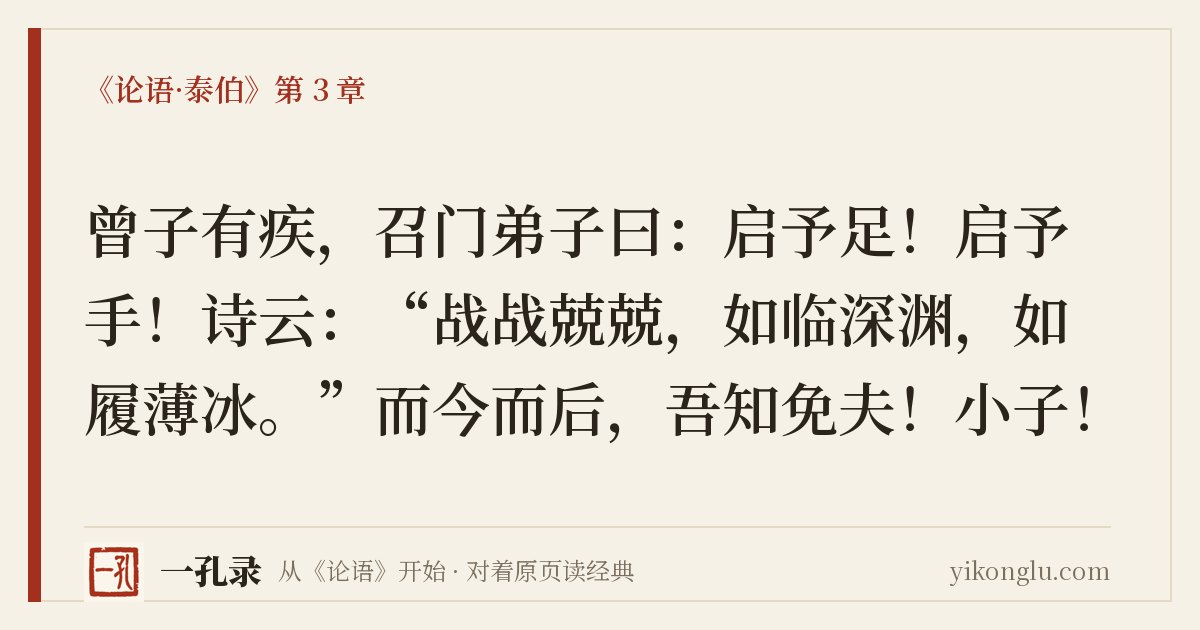 《论语·泰伯》第 3 章
曾子有疾，召门弟子曰：启予足！启予
手！诗云：“战战兢兢，如临深渊，如
履薄冰。”而今而后，吾知免夫！小子！
一孔
一孔录 从《论语》开始 · 对着原页读经典 yikonglu.com